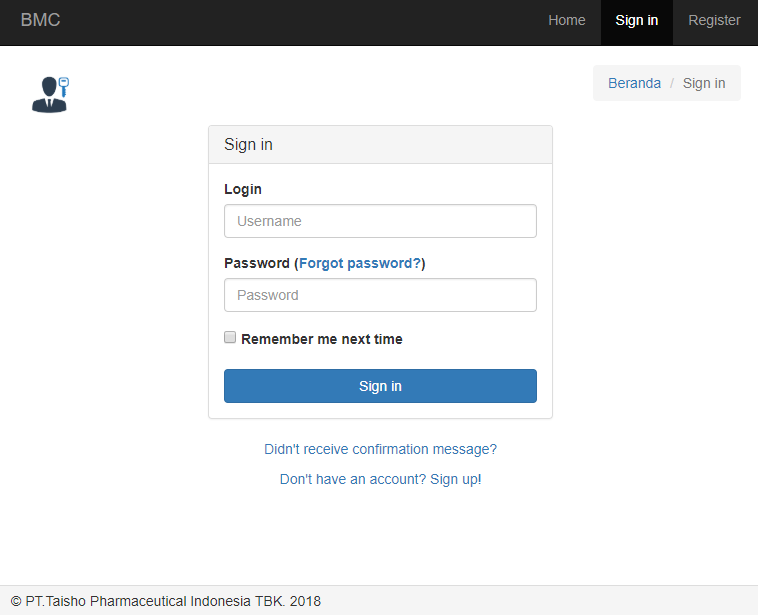 BMC Home Sign in Register
Beranda / Sign in
Sign in
Login
Username
Password (Forgot password?)
Password
Remember me next time
Sign in
Didn't receive confirmation message?
Don't have an account? Sign up!
© PT.Taisho Pharmaceutical Indonesia TBK. 2018